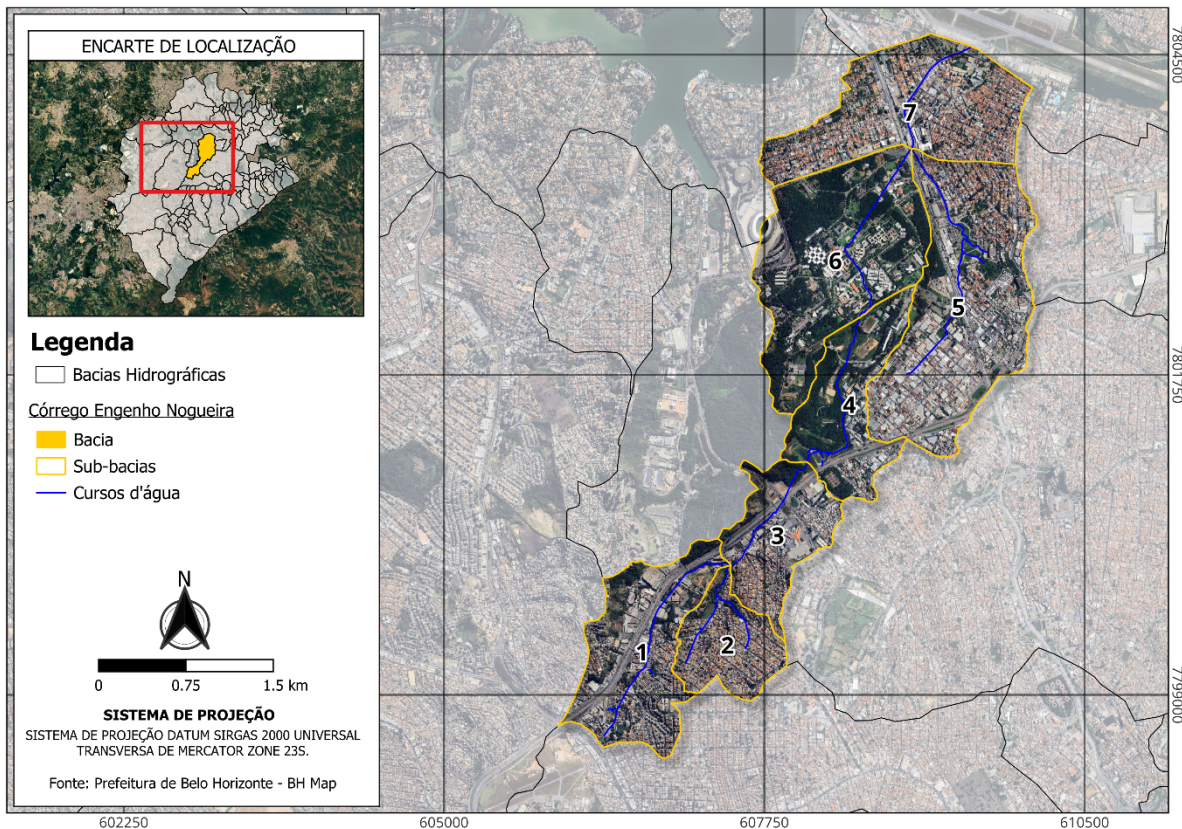 ENCARTE DE LOCALIZAÇÃO
Legenda
Bacias Hidrográficas
Córrego Engenho Nogueira
Bacia
Sub-bacias
Cursos d'água
N
0 0.75 1.5 km
SISTEMA DE PROJEÇÃO
SISTEMA DE PROJEÇÃO DATUM SIRGAS 2000 UNIVERSAL
TRANSVERSA DE MERCATOR ZONE 23S.
Fonte: Prefeitura de Belo Horizonte - BH Map
7
6
5
4
3
1
2
7804500
7801750
7799000
602250 605000 607750 610500